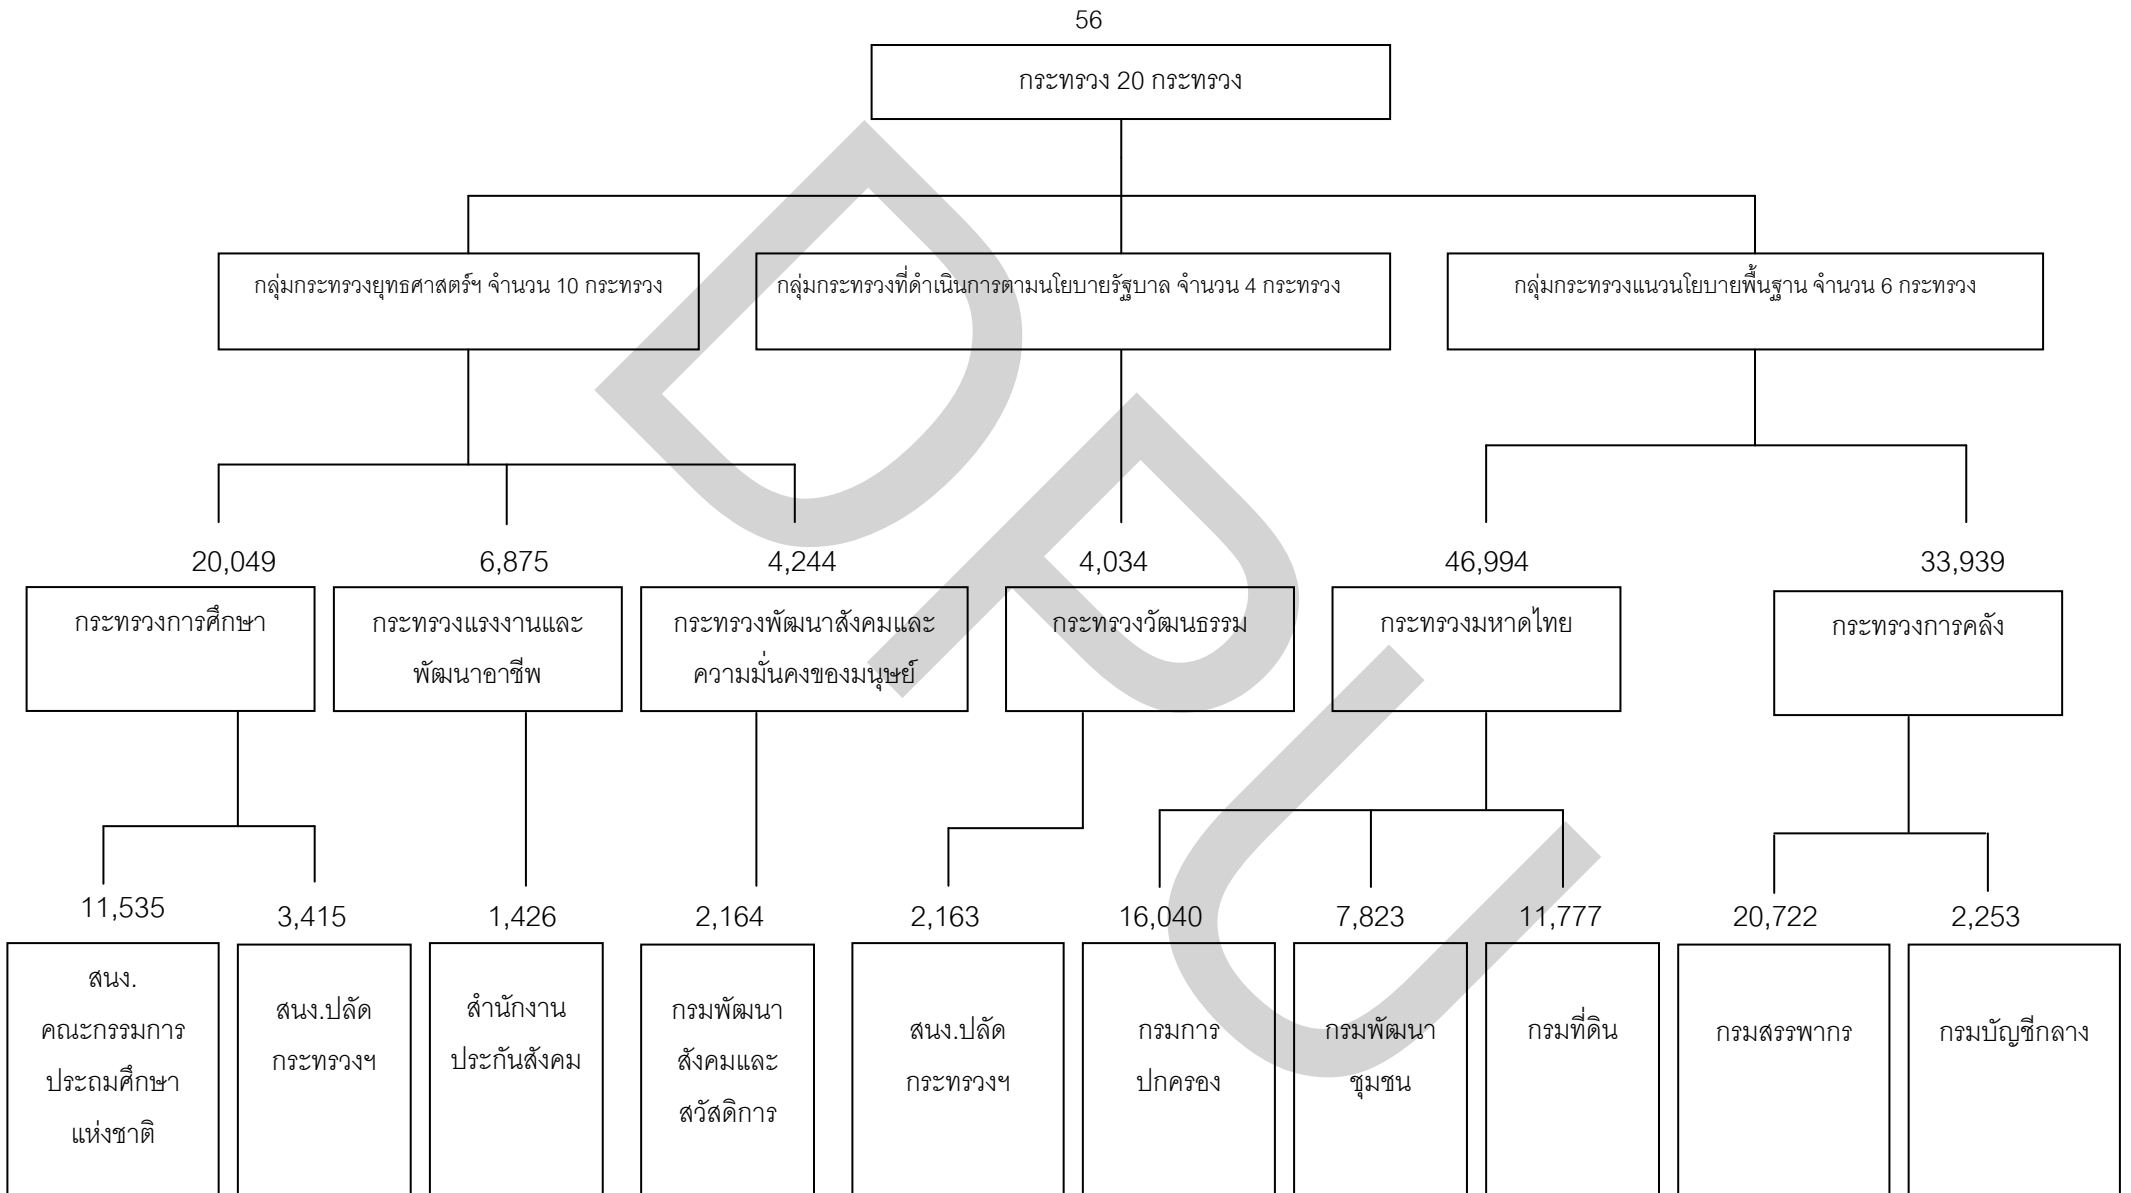 56
กระทรวง 20 กระทรวง
กลุ่มกระทรวงยุทธศาสตร์ฯ จำนวน 10 กระทรวง
กลุ่มกระทรวงที่ดำเนินการตามนโยบายรัฐบาล จำนวน 4 กระทรวง
กลุ่มกระทรวงแนวนโยบายพื้นฐาน จำนวน 6 กระทรวง
20,049
กระทรวงการศึกษา
6,875
กระทรวงแรงงานและ
พัฒนาอาชีพ
4,244
กระทรวงพัฒนาสังคมและ
ความมั่นคงของมนุษย์
4,034
กระทรวงวัฒนธรรม
46,994
กระทรวงมหาดไทย
33,939
กระทรวงการคลัง
11,535
สนง.
คณะกรรมการ
ประถมศึกษา
แห่งชาติ
3,415
สนง.ปลัด
กระทรวงฯ
1,426
สำนักงาน
ประกันสังคม
2,164
กรมพัฒนา
สังคมและ
สวัสดิการ
2,163
สนง.ปลัด
กระทรวงฯ
16,040
กรมการ
ปกครอง
7,823
กรมพัฒนา
ชุมชน
11,777
กรมที่ดิน
20,722
กรมสรรพากร
2,253
กรมบัญชีกลาง
DPU